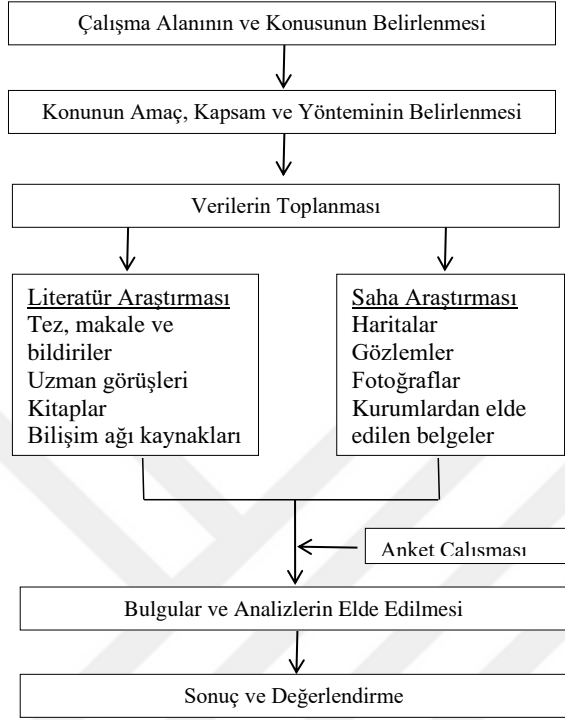 Çalışma Alanının ve Konusunun Belirlenmesi
Konunun Amaç, Kapsam ve Yönteminin Belirlenmesi
Verilerin Toplanması
Literatür Araştırması
Tez, makale ve
bildiriler
Uzman görüşleri
Kitaplar
Bilişim ağı kaynakları
Saha Araştırması
Haritalar
Gözlemler
Fotoğraflar
Kurumlardan elde
edilen belgeler
Anket Çalışması
Bulgular ve Analizlerin Elde Edilmesi
Sonuç ve Değerlendirme